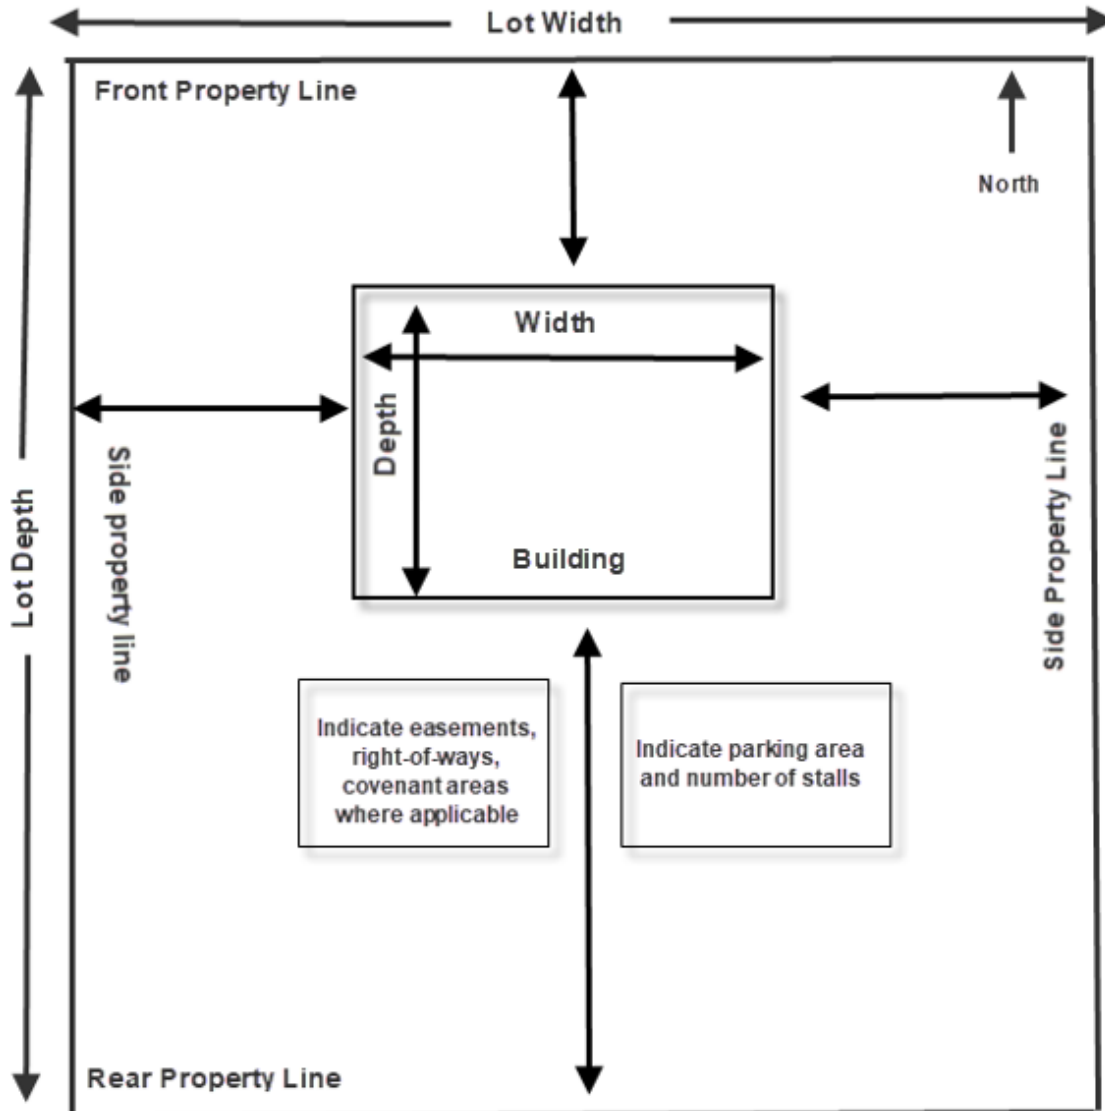 Lot Width
Front Property Line
North
Width
Depth
Building
Side property line
Side Property Line
Lot Depth
Indicate easements,
right-of-ways,
covenant areas
where applicable
Indicate parking area
and number of stalls
Rear Property Line